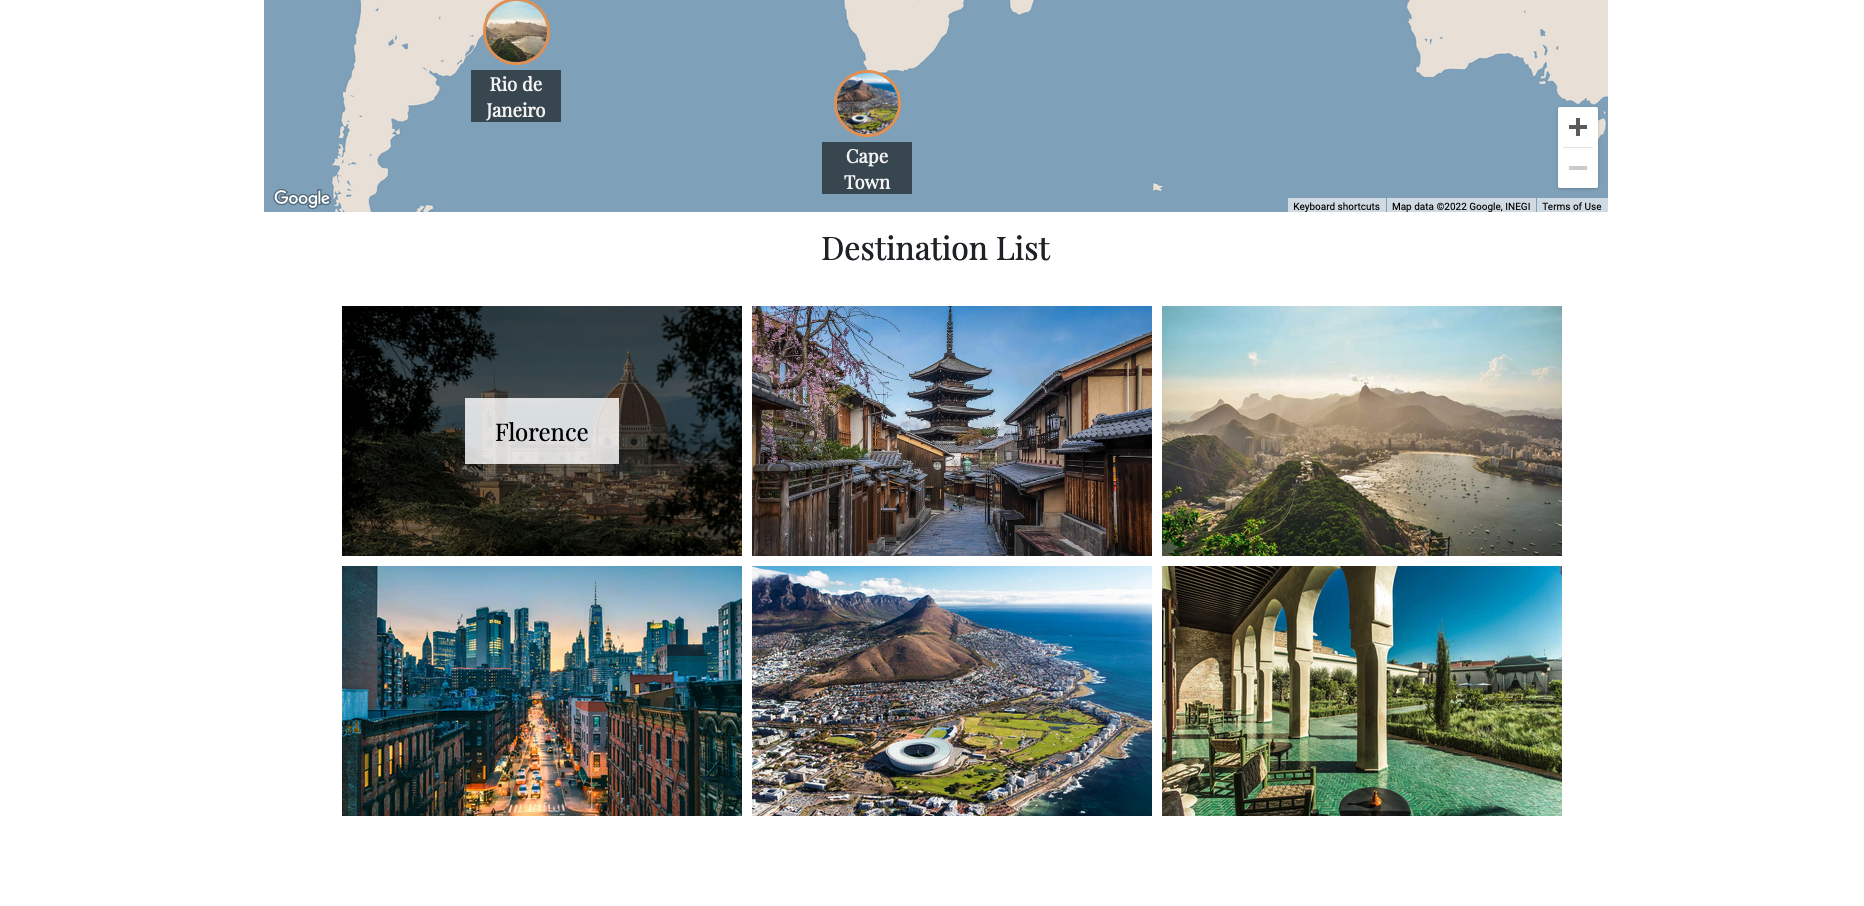 Rio de
Janeiro
Cape
Town
Google
Keyboard shortcuts
Map data ©2022 Google, INEGI
Terms of Use
Destination List
Florence